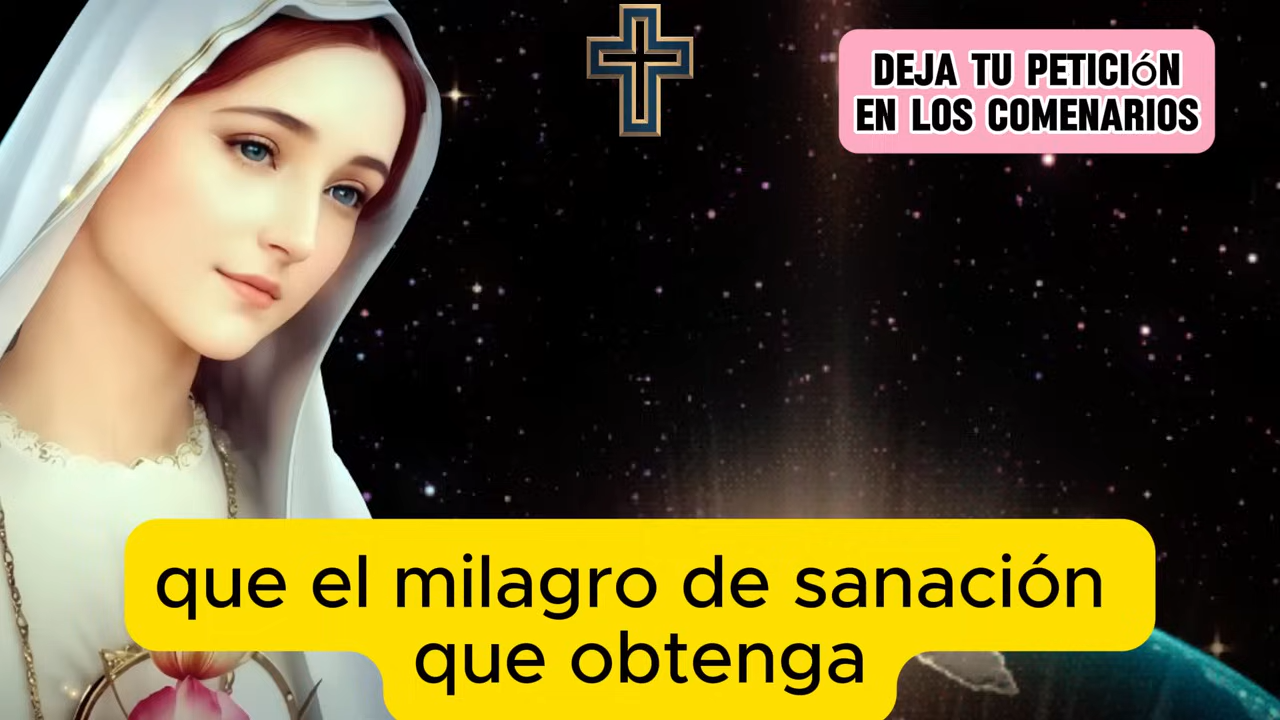 DEJA TU PETICIóN
EN LOS COMENARIOS
que el milagro de sanación
que obtenga